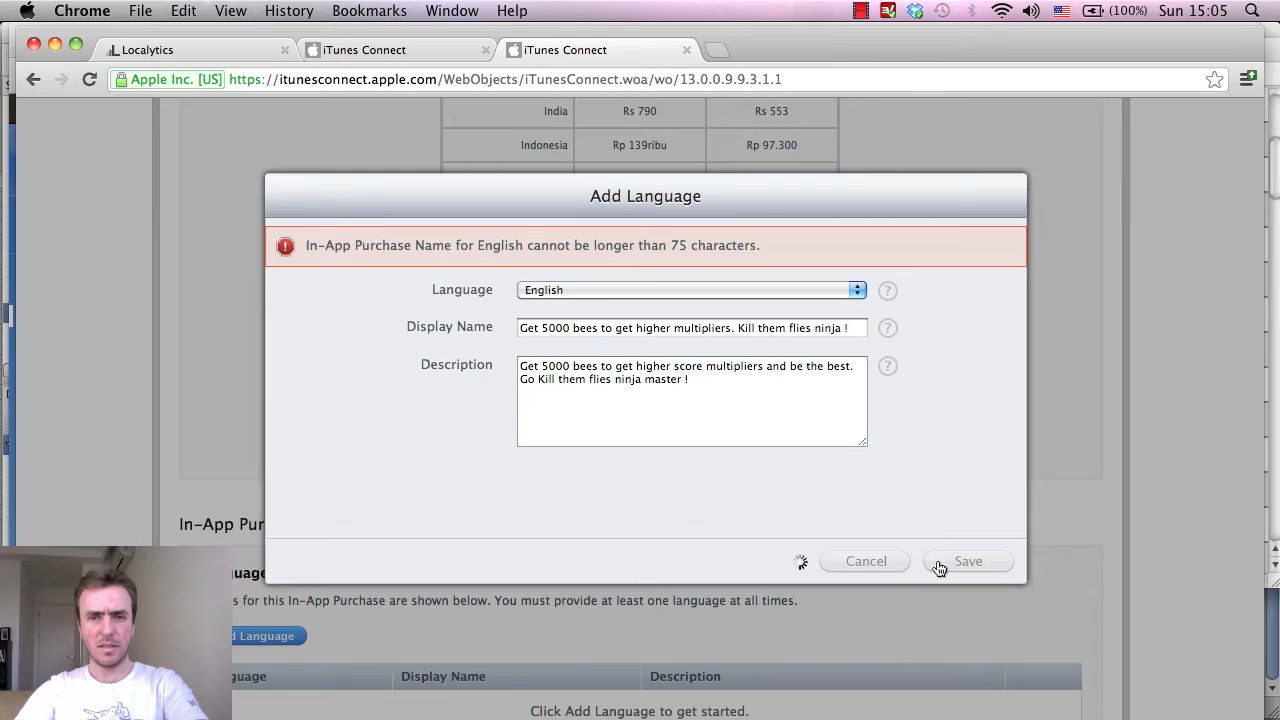 Chrome File Edit View History Bookmarks Window Help (100%) Sun 15:05
Localytics iTunes Connect iTunes Connect
Apple Inc. [US] https://itunesconnect.apple.com/WebObjects/iTunesConnect.woa/wo/13.0.0.9.9.3.1.1
India Rs 790 Rs 553
Indonesia Rp 139ribu Rp 97.300
Add Language
In-App Purchase Name for English cannot be longer than 75 characters.
Language English ?
Display Name Get 5000 bees to get higher multipliers. Kill them flies ninja ! ?
Description Get 5000 bees to get higher score multipliers and be the best. ?
Go Kill them flies ninja master !
In-App Pur
Cancel Save
guage
s for this In-App Purchase are shown below. You must provide at least one language at all times.
d Language
guage Display Name Description
Click Add Language to get started.